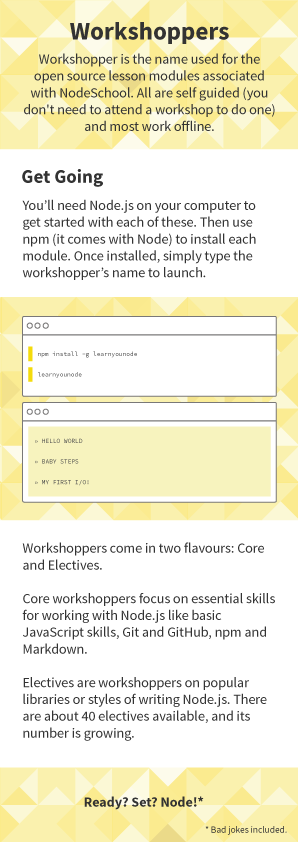 Workshoppers
Workshopper is the name used for the
open source lesson modules associated
with NodeSchool. All are self guided (you
don't need to attend a workshop to do one)
and most work offline.
Get Going
You'll need Node.js on your computer to
get started with each of these. Then use
npm (it comes with Node) to install each
module. Once installed, simply type the
workshopper's name to launch.
npm install -g learnyounode
learnyounode
» HELLO WORLD
» BABY STEPS
» MY FIRST I/O!
Workshoppers come in two flavours: Core
and Electives.
Core workshoppers focus on essential skills
for working with Node.js like basic
JavaScript skills, Git and GitHub, npm and
Markdown.
Electives are workshoppers on popular
libraries or styles of writing Node.js. There
are about 40 electives available, and its
number is growing.
Ready? Set? Node!*
* Bad jokes included.